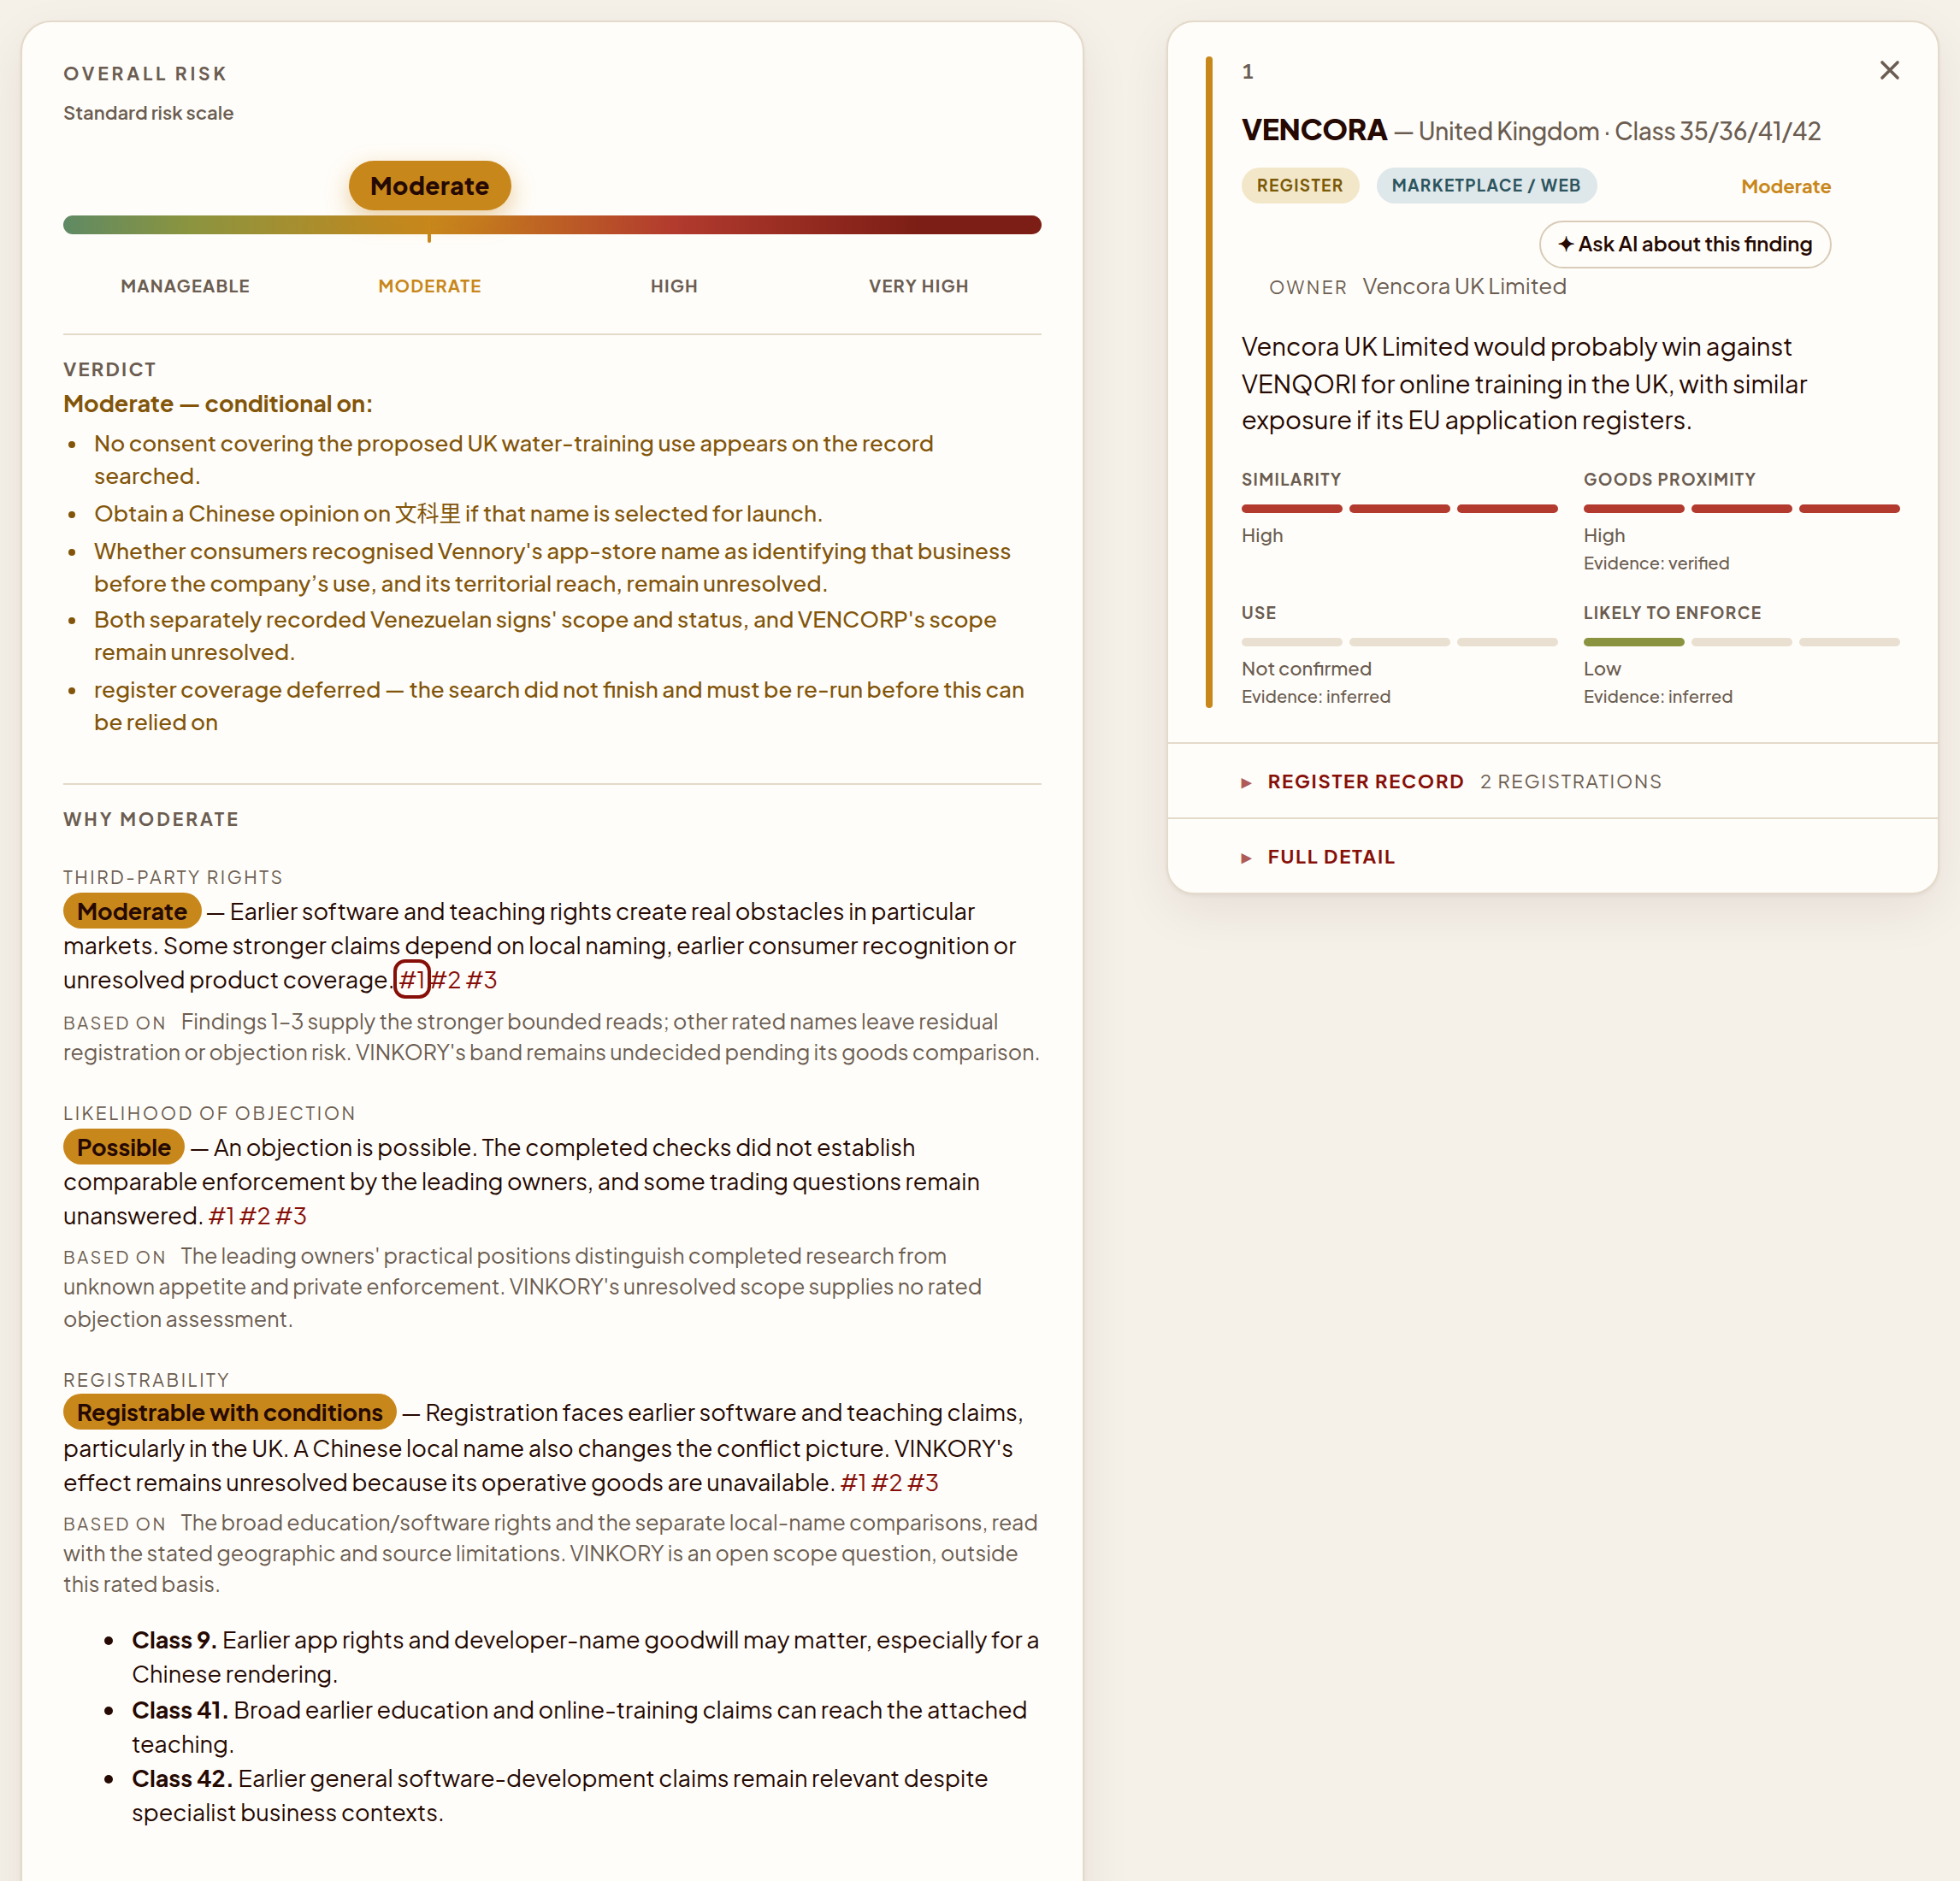 OVERALL RISK
Standard risk scale
Moderate
MANAGEABLE MODERATE HIGH VERY HIGH
VERDICT
Moderate — conditional on:
• No consent covering the proposed UK water-training use appears on the record
searched.
• Obtain a Chinese opinion on 文科里 if that name is selected for launch.
• Whether consumers recognised Vennory's app-store name as identifying that business
before the company’s use, and its territorial reach, remain unresolved.
• Both separately recorded Venezuelan signs' scope and status, and VENCORP's scope
remain unresolved.
• register coverage deferred — the search did not finish and must be re-run before this can
be relied on
WHY MODERATE
THIRD-PARTY RIGHTS
Moderate — Earlier software and teaching rights create real obstacles in particular
markets. Some stronger claims depend on local naming, earlier consumer recognition or
unresolved product coverage. #1 #2 #3
BASED ON Findings 1–3 supply the stronger bounded reads; other rated names leave residual
registration or objection risk. VINKORY's band remains undecided pending its goods comparison.
LIKELIHOOD OF OBJECTION
Possible — An objection is possible. The completed checks did not establish
comparable enforcement by the leading owners, and some trading questions remain
unanswered. #1 #2 #3
BASED ON The leading owners' practical positions distinguish completed research from
unknown appetite and private enforcement. VINKORY's unresolved scope supplies no rated
objection assessment.
REGISTRABILITY
Registrable with conditions — Registration faces earlier software and teaching claims,
particularly in the UK. A Chinese local name also changes the conflict picture. VINKORY's
effect remains unresolved because its operative goods are unavailable. #1 #2 #3
BASED ON The broad education/software rights and the separate local-name comparisons, read
with the stated geographic and source limitations. VINKORY is an open scope question, outside
this rated basis.
• Class 9. Earlier app rights and developer-name goodwill may matter, especially for a
Chinese rendering.
• Class 41. Broad earlier education and online-training claims can reach the attached
teaching.
• Class 42. Earlier general software-development claims remain relevant despite
specialist business contexts.
1 ×
VENCORA — United Kingdom · Class 35/36/41/42
REGISTER MARKETPLACE / WEB Moderate
✦ Ask AI about this finding
OWNER Vencora UK Limited
Vencora UK Limited would probably win against
VENQORI for online training in the UK, with similar
exposure if its EU application registers.
SIMILARITY GOODS PROXIMITY
High High
Evidence: verified
USE LIKELY TO ENFORCE
Not confirmed Low
Evidence: inferred Evidence: inferred
▸ REGISTER RECORD 2 REGISTRATIONS
▸ FULL DETAIL